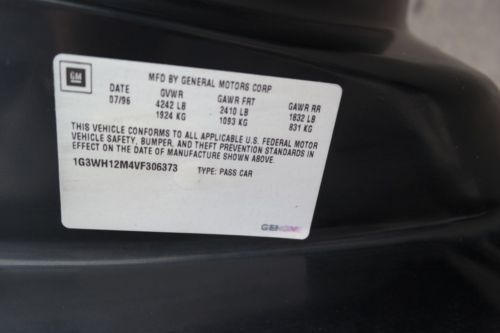 GM
MFD BY GENERAL MOTORS CORP
DATE GVWR GAWR FRT GAWR RR
07/96 4242 LB 2410 LB 1832 LB
1924 KG 1093 KG 831 KG
THIS VEHICLE CONFORMS TO ALL APPLICABLE U.S. FEDERAL MOTOR
VEHICLE SAFETY, BUMPER, AND THEFT PREVENTION STANDARDS IN
EFFECT ON THE DATE OF MANUFACTURE SHOWN ABOVE.
1G3WH12M4VF306373 TYPE: PASS CAR